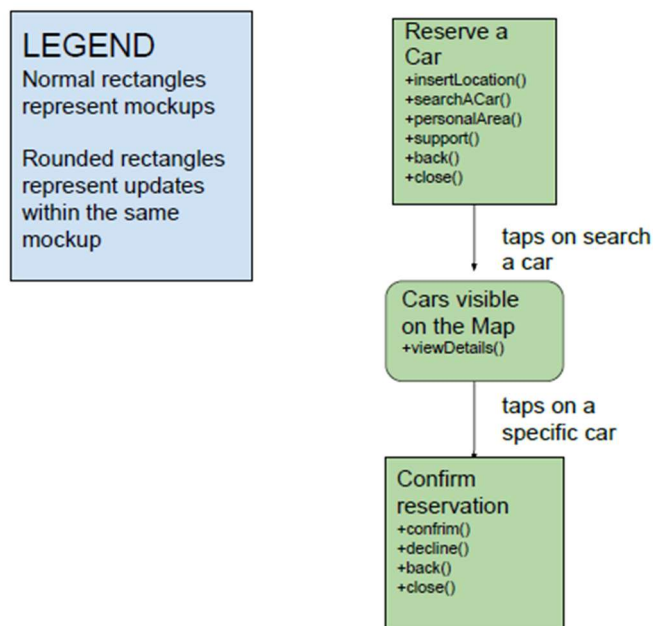 LEGEND
Normal rectangles
represent mockups
Rounded rectangles
represent updates
within the same
mockup
Reserve a
Car
+insertLocation()
+searchACar()
+personalArea()
+support()
+back()
+close()
taps on search
a car
Cars visible
on the Map
+viewDetails()
taps on a
specific car
Confirm
reservation
+confrim()
+decline()
+back()
+close()